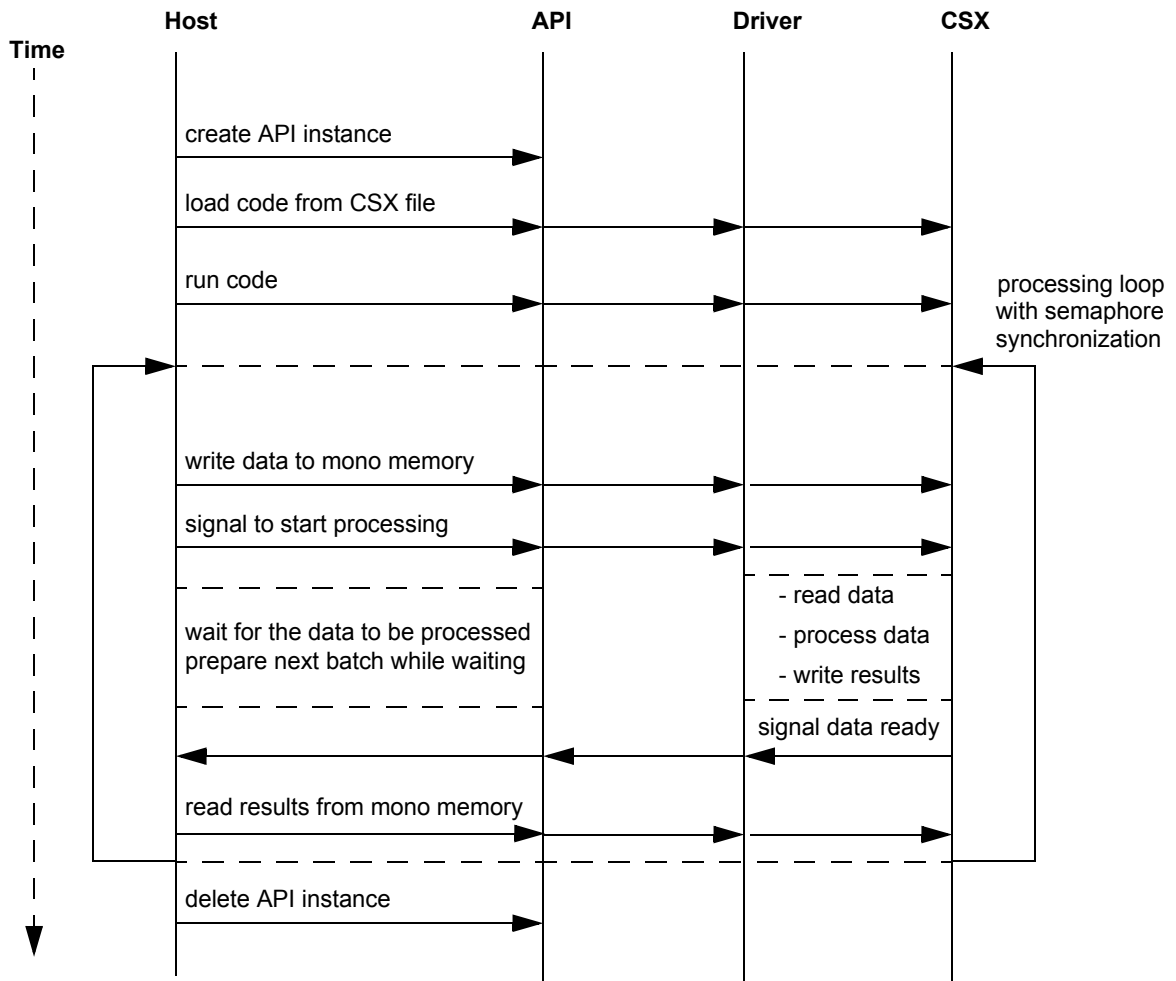 Host API Driver CSX
Time
create API instance
load code from CSX file
run code
processing loop
with semaphore
synchronization
write data to mono memory
signal to start processing
- read data
wait for the data to be processed
- process data
prepare next batch while waiting
- write results
signal data ready
read results from mono memory
delete API instance